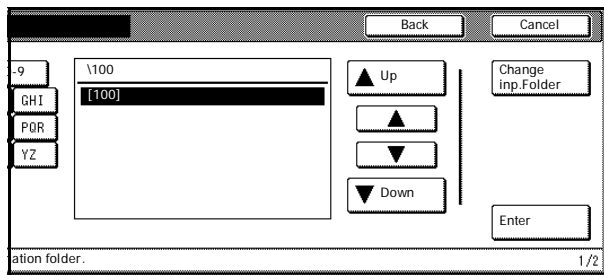 Back
Cancel
-9
GHI
PQR
YZ
\100
[100]
Up
Down
Change
inp.Folder
Enter
ation folder.
1/2